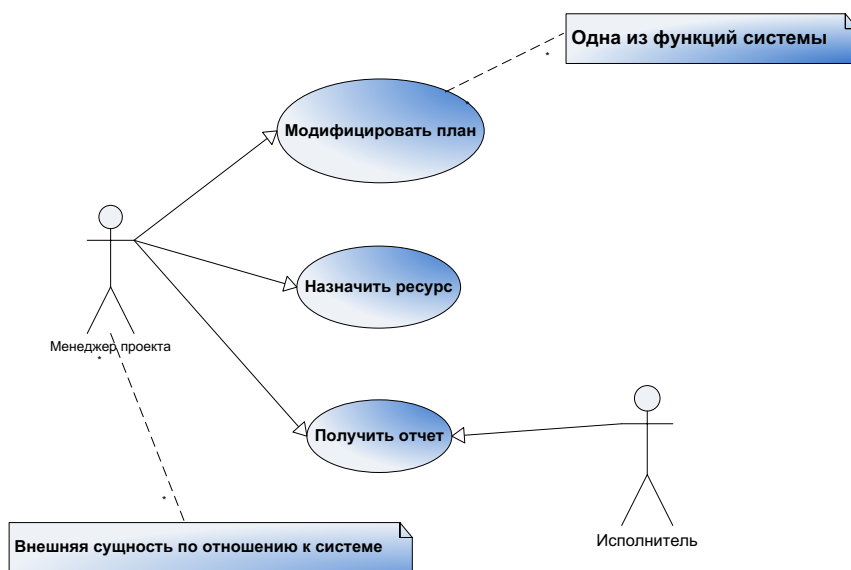 Одна из функций системы
*
*
Модифицировать план
Назначить ресурс
Менеджер проекта
*
Получить отчет
*
Исполнитель
Внешняя сущность по отношению к системе